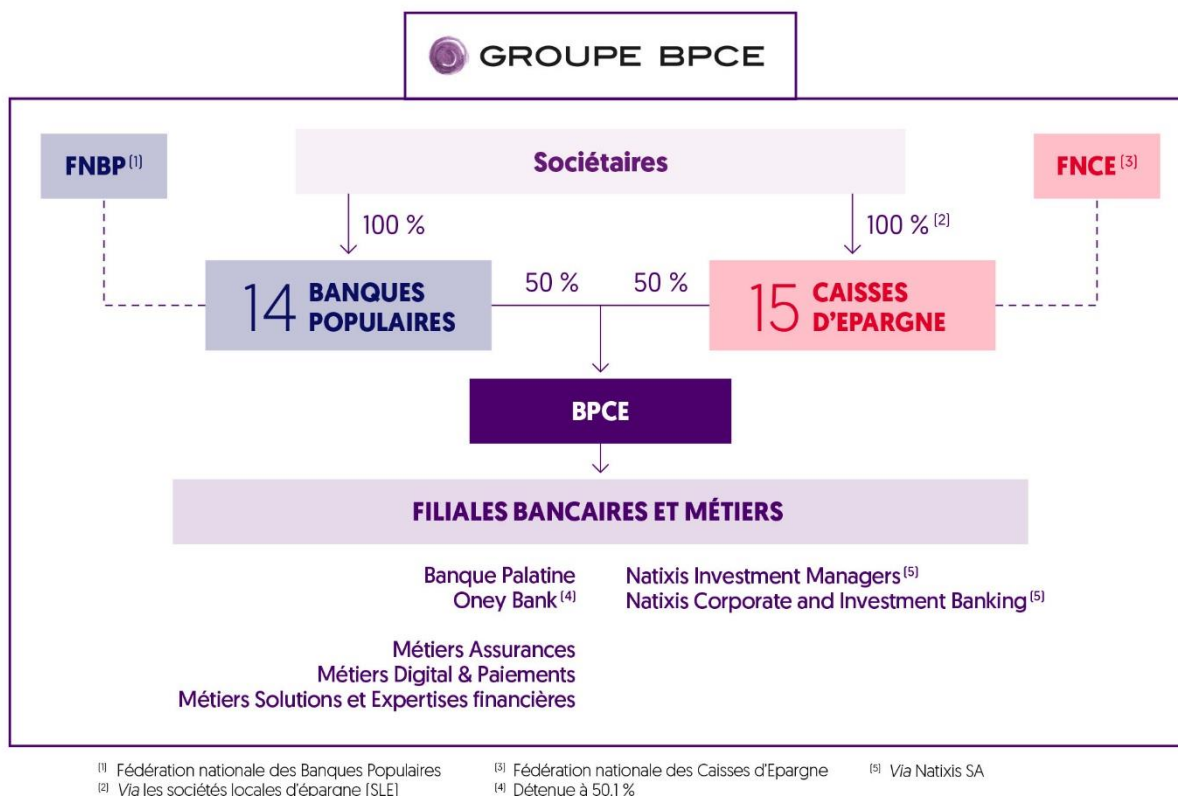 GROUPE BPCE
FNBP (1)
Sociétaires
FNCE (3)
100 %
100 % (2)
14 BANQUES
POPULAIRES
50 %
50 %
15 CAISSES
D'EPARGNE
BPCE
FILIALES BANCAIRES ET MÉTIERS
Banque Palatine
Oney Bank (4)
Natixis Investment Managers (5)
Natixis Corporate and Investment Banking (5)
Métiers Assurances
Métiers Digital & Paiements
Métiers Solutions et Expertises financières
(1) Fédération nationale des Banques Populaires
(2) Via les sociétés locales d'épargne [SLE]
(3) Fédération nationale des Caisses d'Epargne
(4) Détenue à 50,1 %
(5) Via Natixis SA